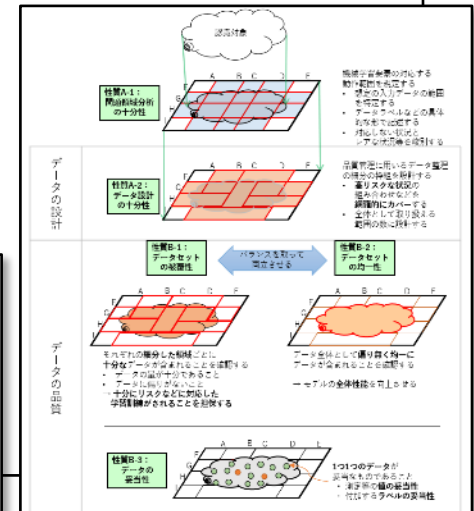 認識対象
A B C D E
F
G
H
I
性質A-1：
問題領域分析
の十分性
機械学習要素の対応する
動作範囲を規定する
• 想定の入力データの範囲
を特定する
• データラベルなどの具体
的な形で記述する
• 対応しない状況と
レアな状況等を識別する
データの設計
性質A-2：
データ設計
の十分性
品質管理に用いるデータ整理
の細分の枠組を設計する
• 高リスクな状況の
組み合わせなどを
網羅的にカバーする
• 全体として取り扱える
範囲の数に設計する
データの品質
性質B-1：
データセット
の被覆性
バランスを取って
両立させる
性質B-2：
データセット
の均一性
A B C D E
F
G
H
I
A B C D E
F
G
H
I
それぞれの細分した領域ごとに
十分なデータが含まれることを確認する
• データの量が十分であること
• データに偏りがないこと
→ 十分にリスクなどに対応した
学習訓練がされることを担保する
データ全体として偏り無く均一に
データが含まれることを確認する
→ モデルの全体性能を向上させる
性質B-3：
データの
妥当性
A B C D E
F
G
H
I
1つ1つのデータが
妥当なものであること
• 測定等の値の妥当性
• 付加するラベルの妥当性